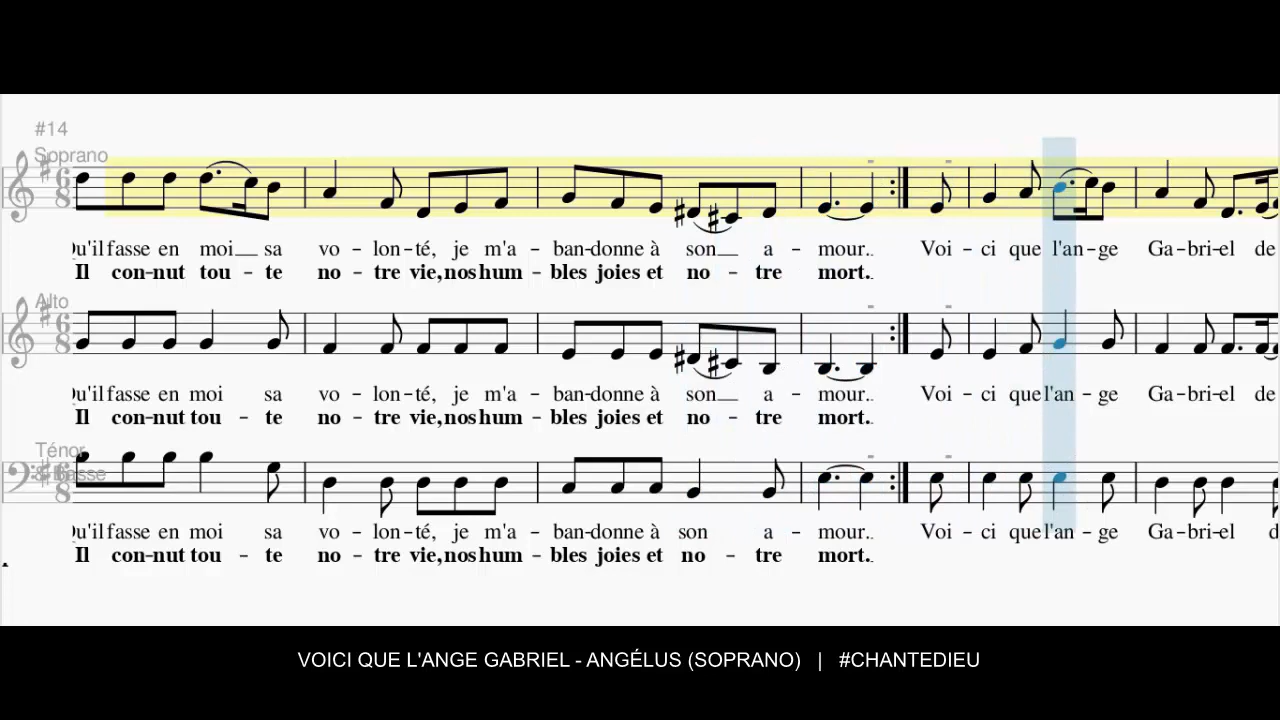 #14
Soprano
Qu'il fasse en moi sa vo – lon – té, je m'a – ban – donne à son a – mour. Voi – ci que l'an – ge Ga – bri – el de
Il con – nut tou – te no – tre vie, nos hum – bles joies et no – tre mort.
Alto
Qu'il fasse en moi sa vo – lon – té, je m'a – ban – donne à son a – mour. Voi – ci que l'an – ge Ga – bri – el de
Il con – nut tou – te no – tre vie, nos hum – bles joies et no – tre mort.
Ténor
& Basse
Qu'il fasse en moi sa vo – lon – té, je m'a – ban – donne à son a – mour. Voi – ci que l'an – ge Ga – bri – el d
Il con – nut tou – te no – tre vie, nos hum – bles joies et no – tre mort.
VOICI QUE L'ANGE GABRIEL - ANGÉLUS (SOPRANO) | #CHANTEDIEU